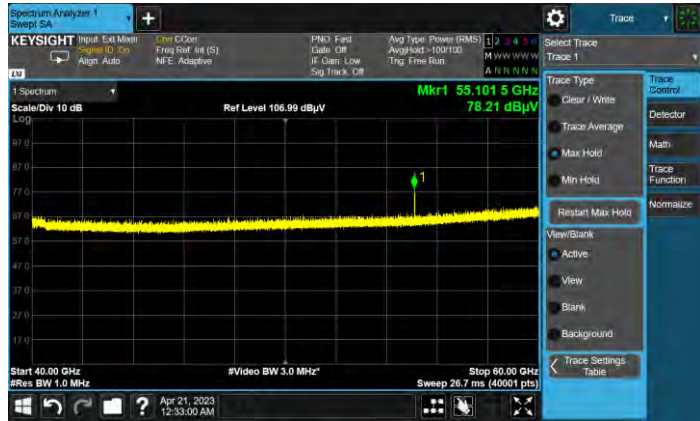 Spectrum Analyzer 1
Swept SA
+
Trace
KEYSIGHT
Input: Ext Mixer
Signal ID: On
Align: Auto
Corr CCorr
Freq Ref: Int (S)
NFE: Adaptive
PNO: Fast
Gate: Off
IF Gain: Low
Sig Track: Off
Avg Type: Power (RMS)
Avg|Hold:>100/100
Trig: Free Run
1 2 3 4 5 6
M W W W W W
A N N N N N
LXI
Select Trace
Trace 1
1 Spectrum
Scale/Div 10 dB
Log
Ref Level 106.99 dBµV
Mkr1 55.101 5 GHz
78.21 dBµV
97.0
87.0
77.0
67.0
57.0
47.0
37.0
27.0
17.0
1
Start 40.00 GHz
#Res BW 1.0 MHz
#Video BW 3.0 MHz*
Stop 60.00 GHz
Sweep 26.7 ms (40001 pts)
Trace Type
Clear / Write
Trace Average
Max Hold
Min Hold
Restart Max Hold
View/Blank
Active
View
Blank
Background
Trace Settings
Table
Trace
Control
Detector
Math
Trace
Function
Normalize
?
Apr 21, 2023
12:33:00 AM